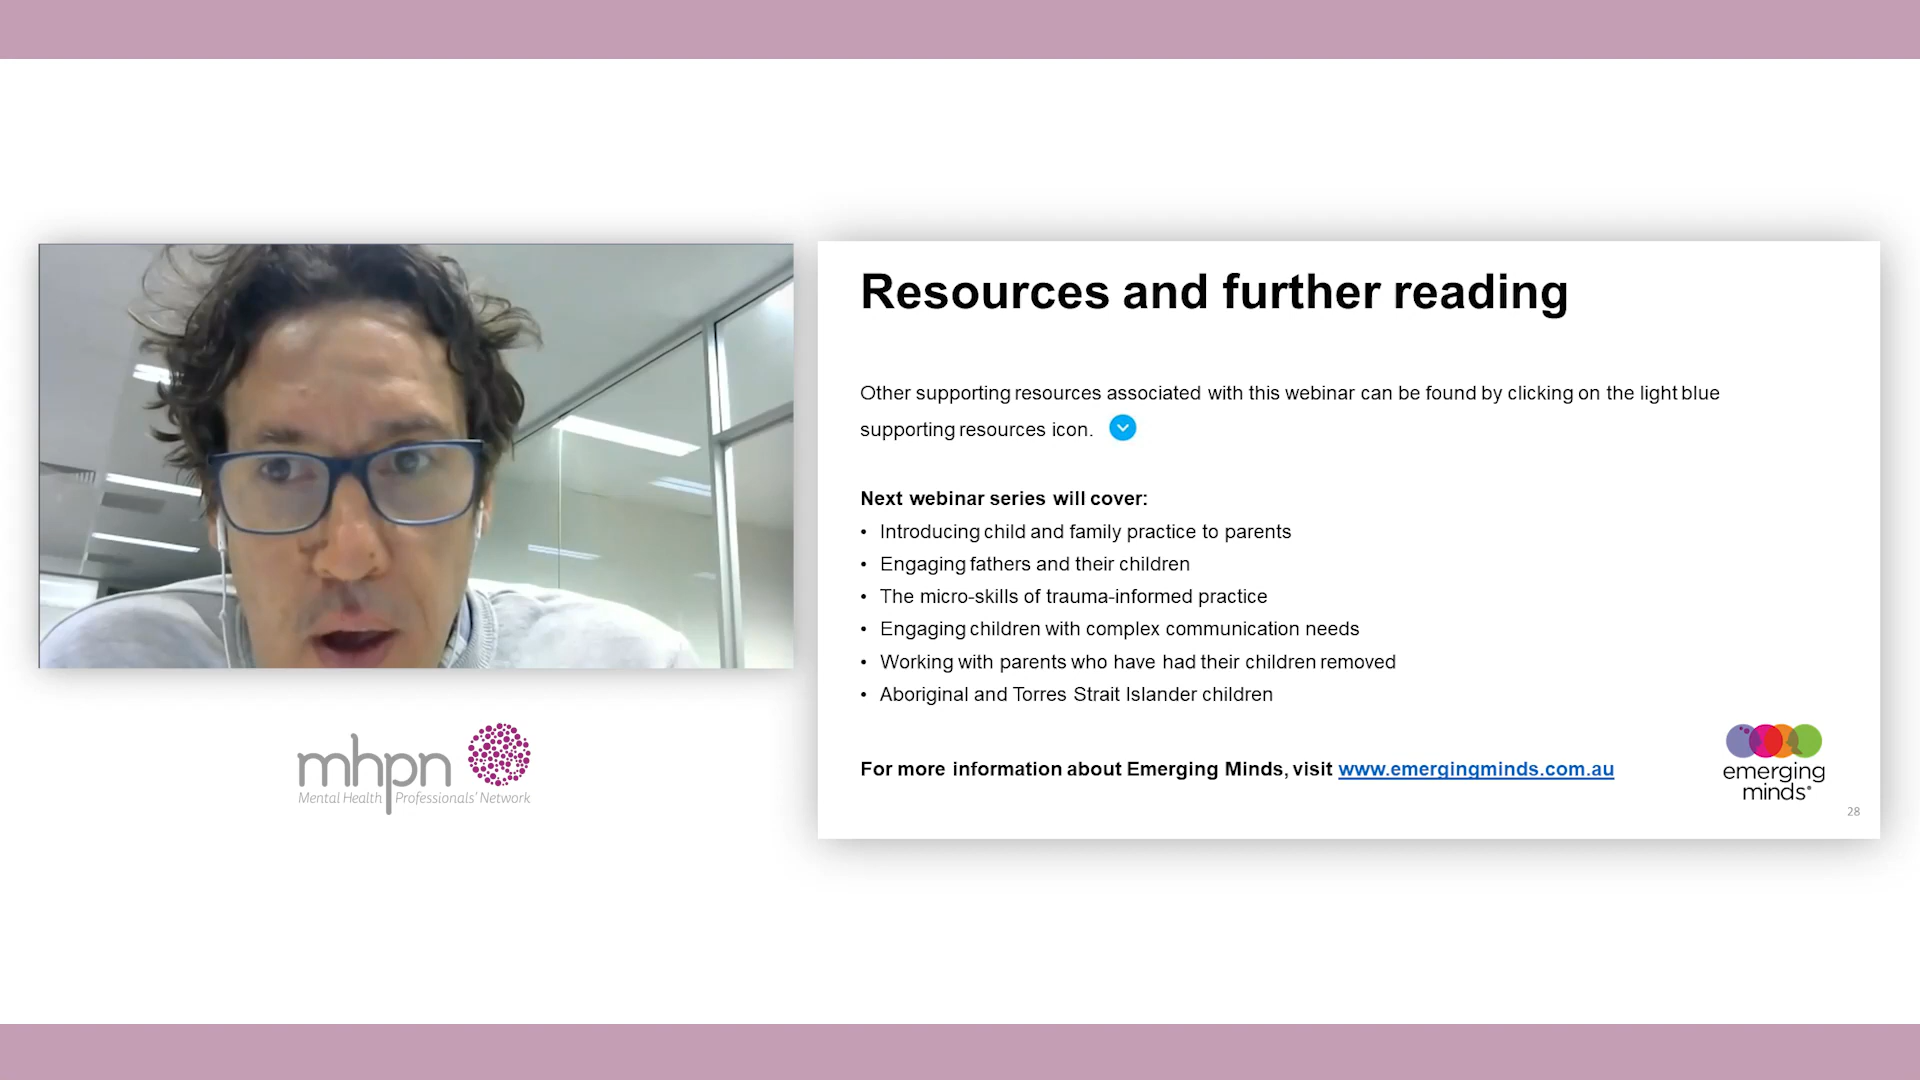 Resources and further reading
Other supporting resources associated with this webinar can be found by clicking on the light blue
supporting resources icon.
Next webinar series will cover:
• Introducing child and family practice to parents
• Engaging fathers and their children
• The micro-skills of trauma-informed practice
• Engaging children with complex communication needs
• Working with parents who have had their children removed
• Aboriginal and Torres Strait Islander children
For more information about Emerging Minds, visit www.emergingminds.com.au
emerging
minds
28
mhpn
Mental Health Professionals' Network